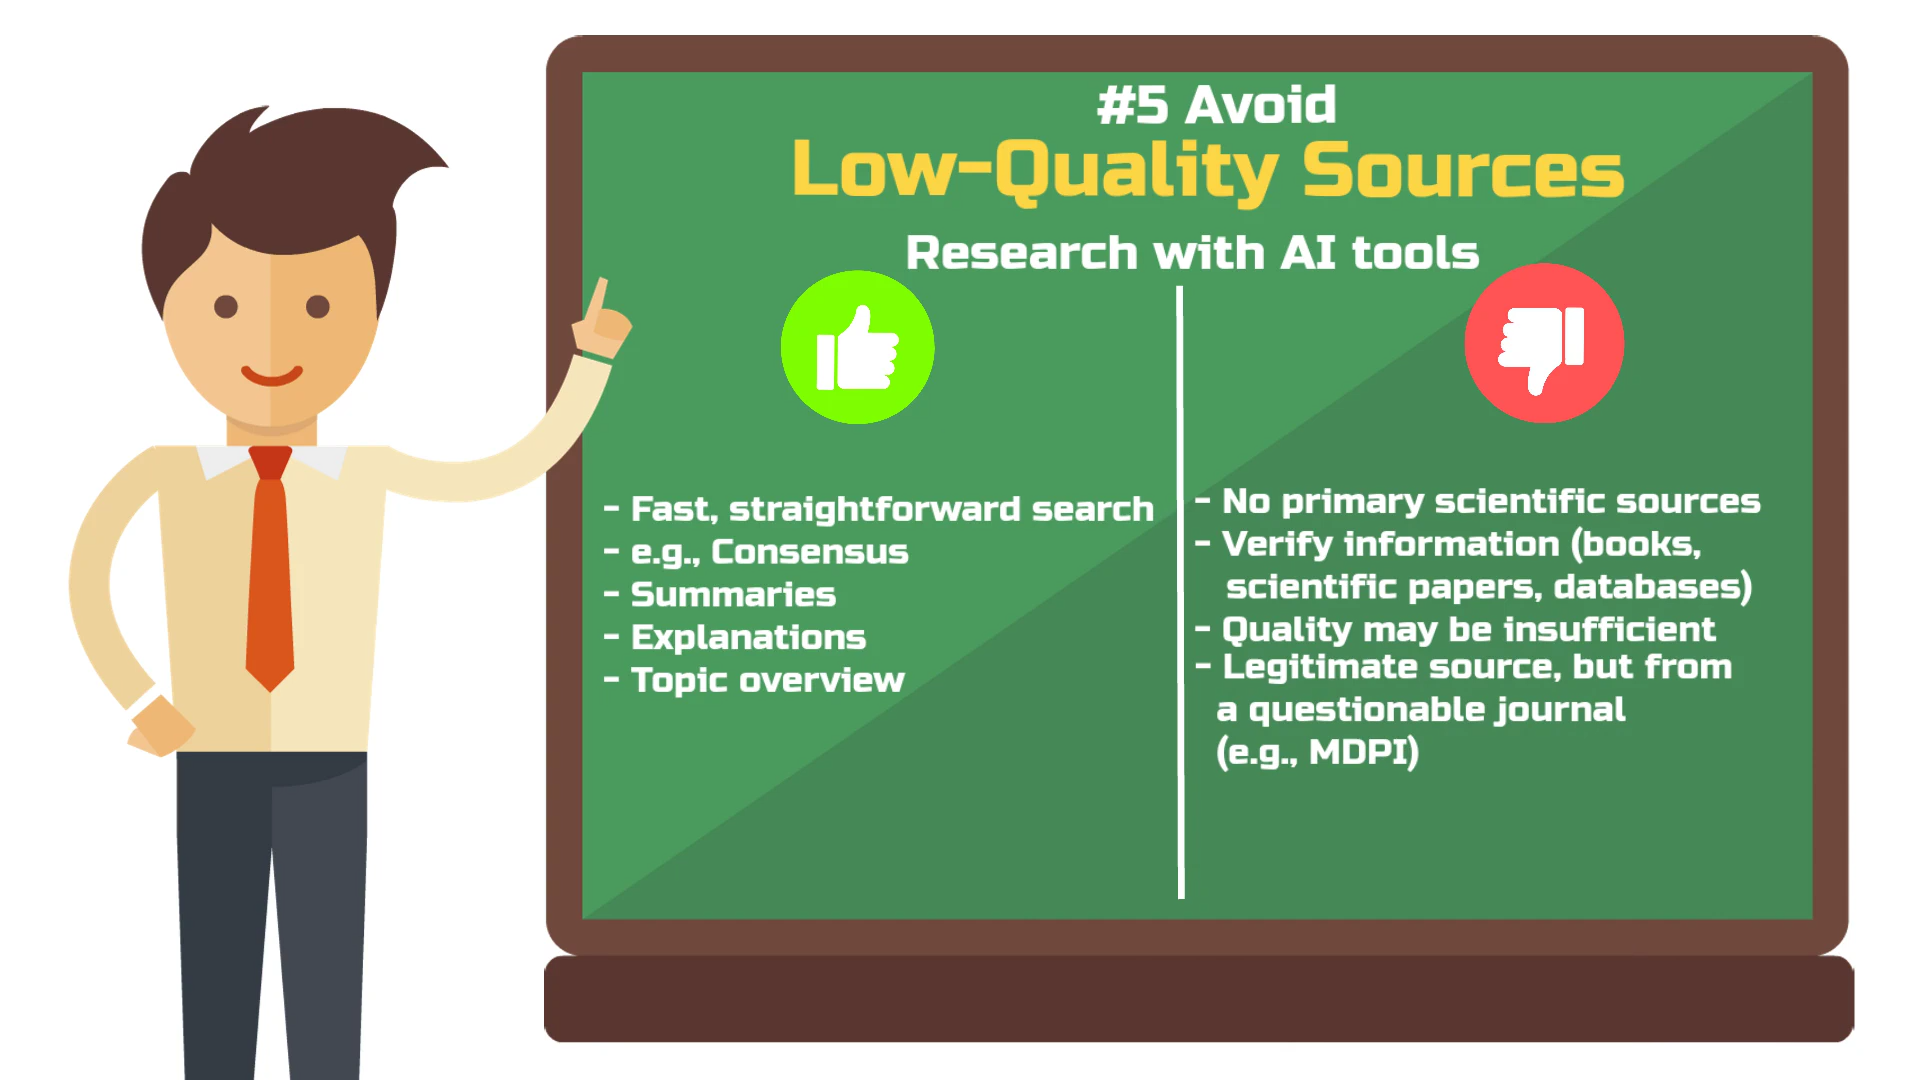 #5 Avoid
Low-Quality Sources
Research with AI tools
- Fast, straightforward search
- e.g., Consensus
- Summaries
- Explanations
- Topic overview
- No primary scientific sources
- Verify information (books,
scientific papers, databases)
- Quality may be insufficient
- Legitimate source, but from
a questionable journal
(e.g., MDPI)